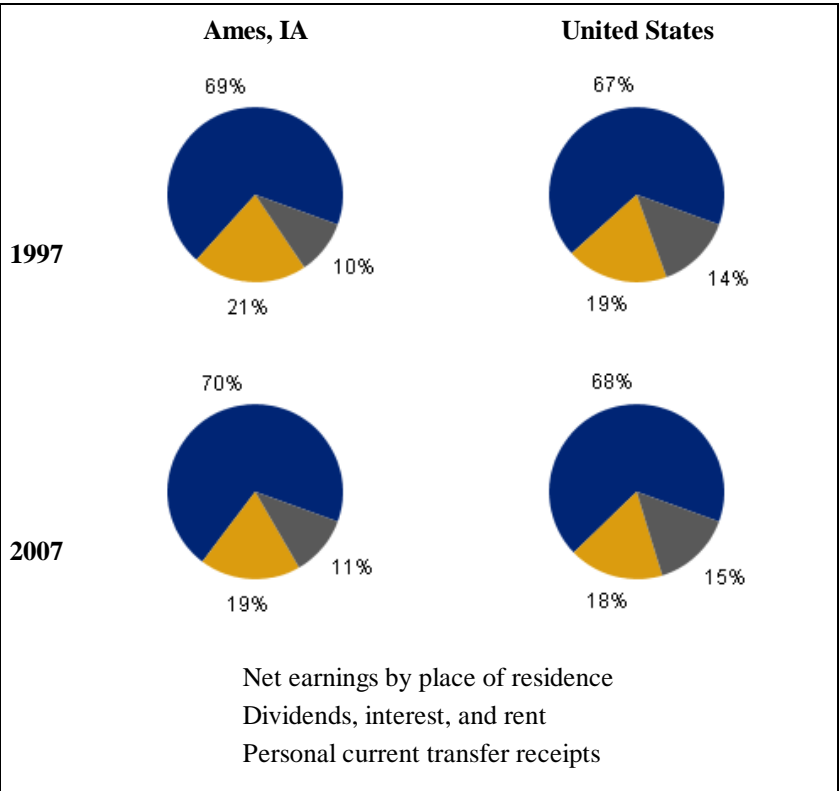 Ames, IA
United States
69%
67%
1997
10%
14%
21%
19%
70%
68%
2007
11%
15%
19%
18%
Net earnings by place of residence
Dividends, interest, and rent
Personal current transfer receipts